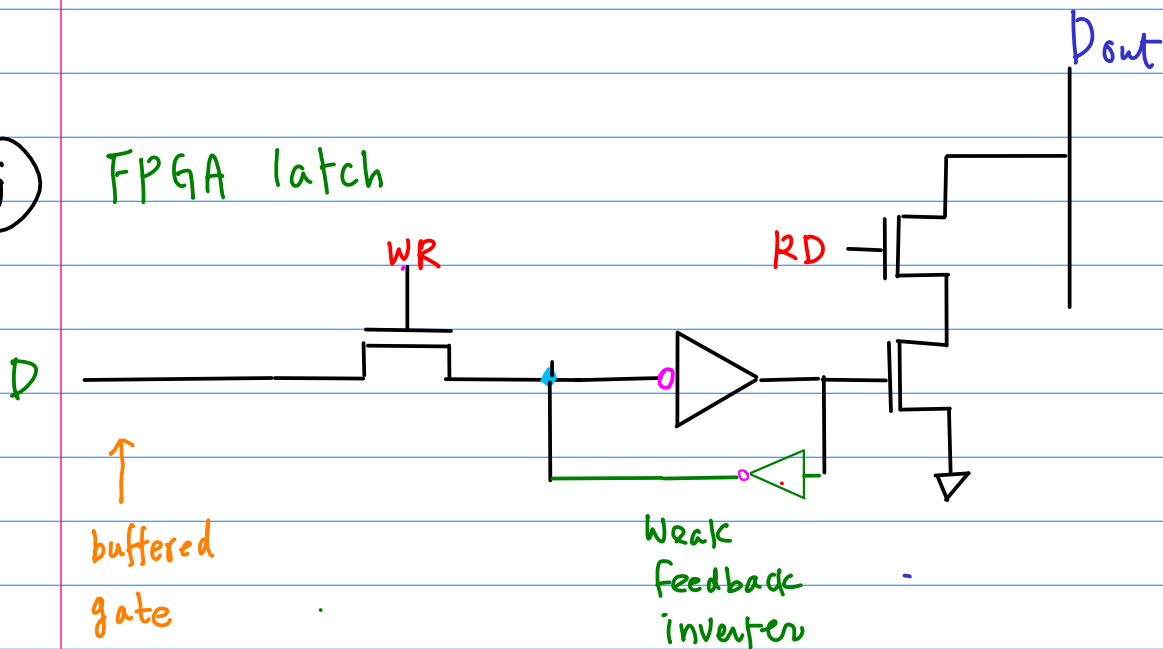 Dout
FPGA latch
WR
RD
D
buffered
gate
Weak
feedback
inverter